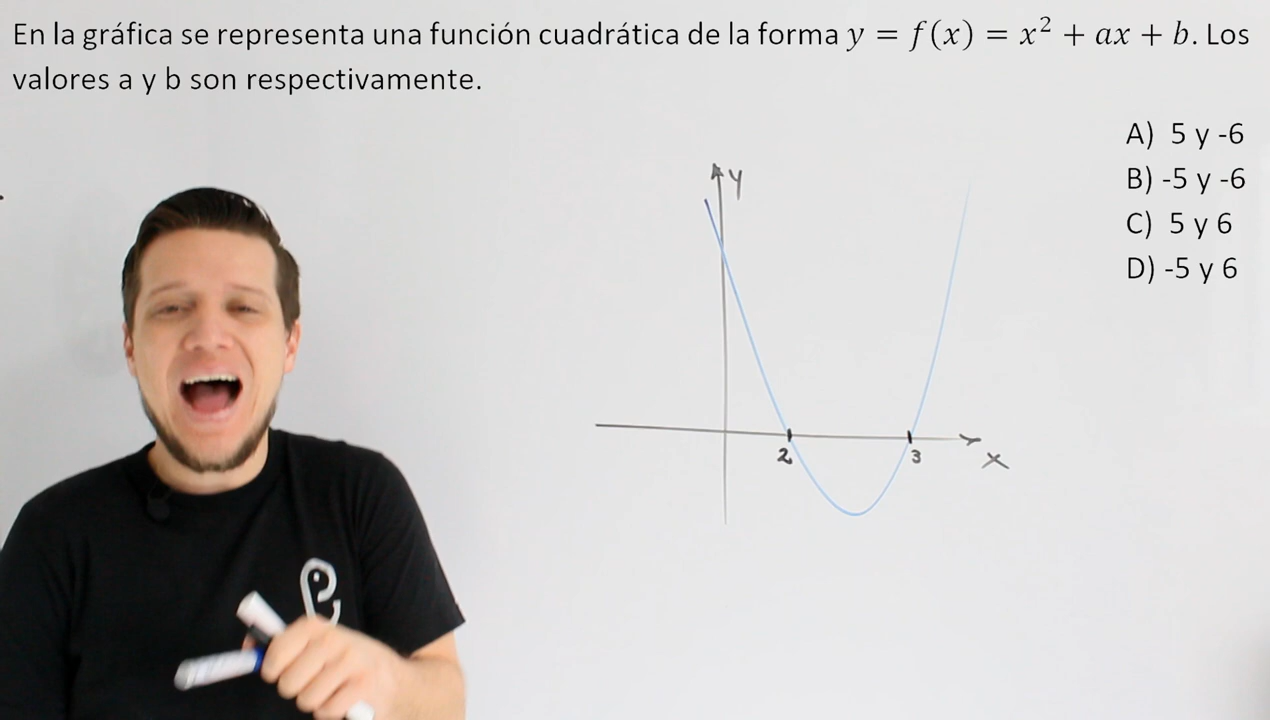 En la gráfica se representa una función cuadrática de la forma y = f(x) = x² + ax + b. Los
valores a y b son respectivamente.
A) 5 y -6
B) -5 y -6
C) 5 y 6
D) -5 y 6
y
2
3
x